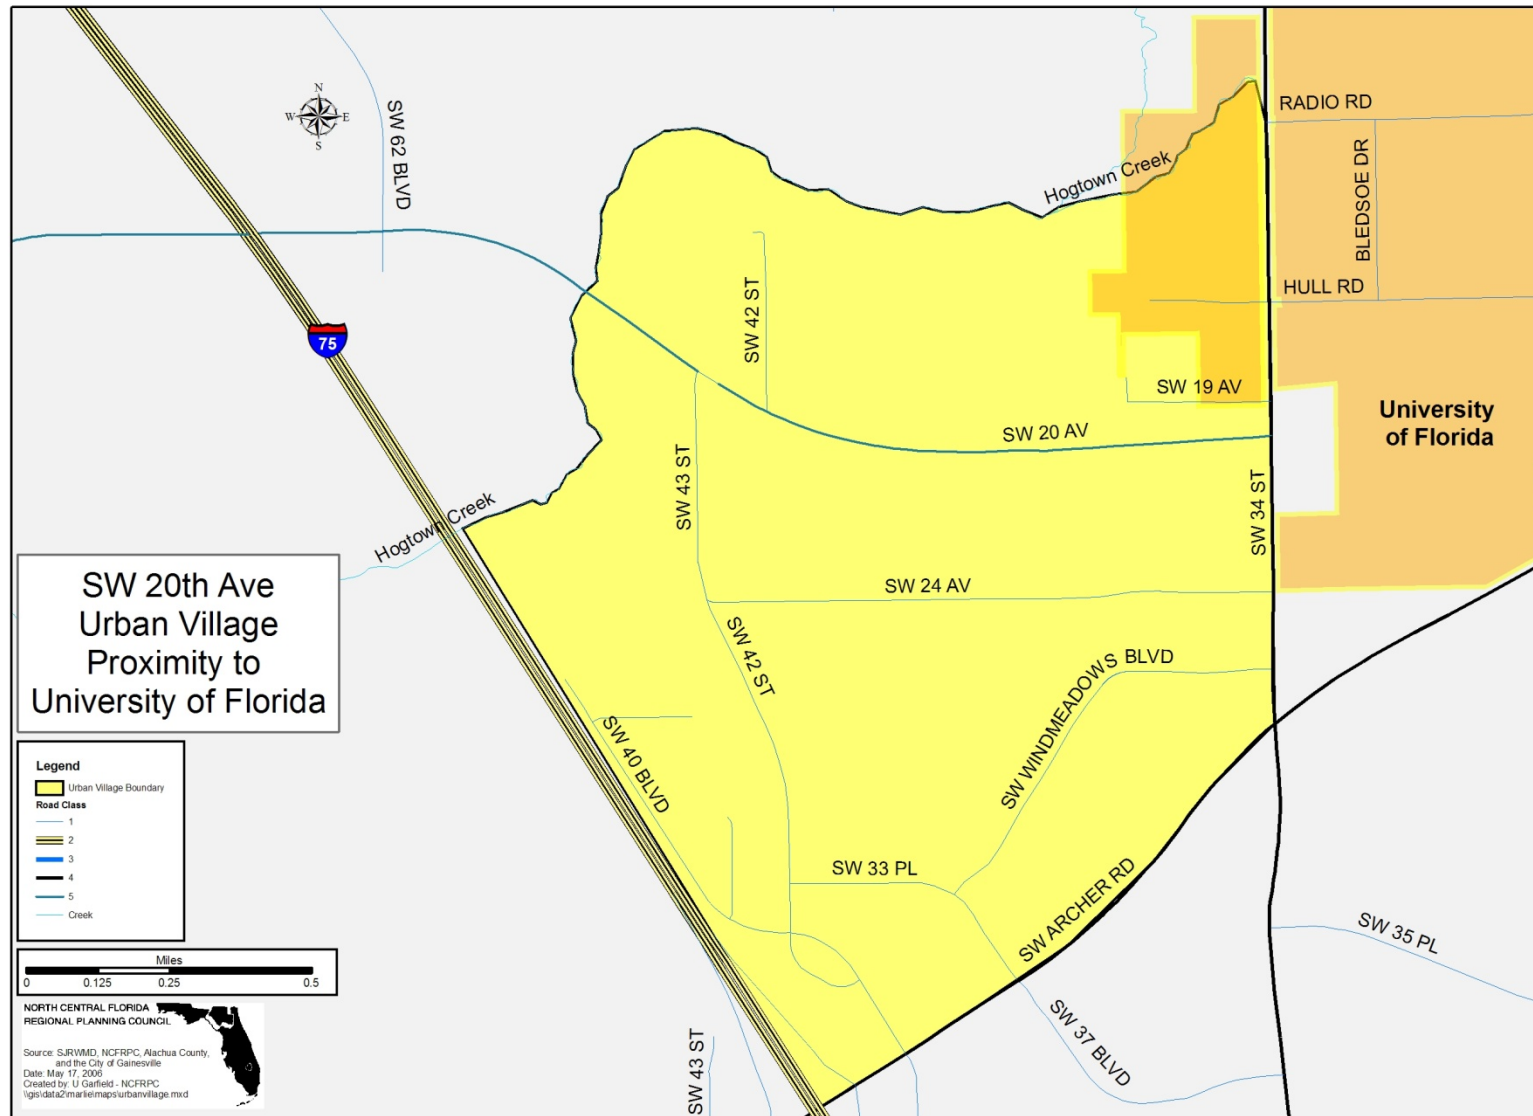 N
W
E
S
SW 62 BLVD
Hogtown Creek
RADIO RD
BLEDSOE DR
HULL RD
75
SW 42 ST
SW 19 AV
SW 20 AV
University
of Florida
SW 43 ST
SW 34 ST
Hogtown Creek
SW 24 AV
SW 42 ST
SW WINDMEADOWS BLVD
SW 40 BLVD
SW 33 PL
SW ARCHER RD
SW 35 PL
SW 37 BLVD
SW 43 ST
SW 20th Ave
Urban Village
Proximity to
University of Florida
Legend
Urban Village Boundary
Road Class
1
2
3
4
5
Creek
Miles
0 0.125 0.25 0.5
NORTH CENTRAL FLORIDA
REGIONAL PLANNING COUNCIL
Source: SJRWMD, NCFRPC, Alachua County,
and the City of Gainesville
Date: May 17, 2006
Created by: U Garfield - NCFRPC
\\gis\data2\marlie\maps\urbanvillage.mxd